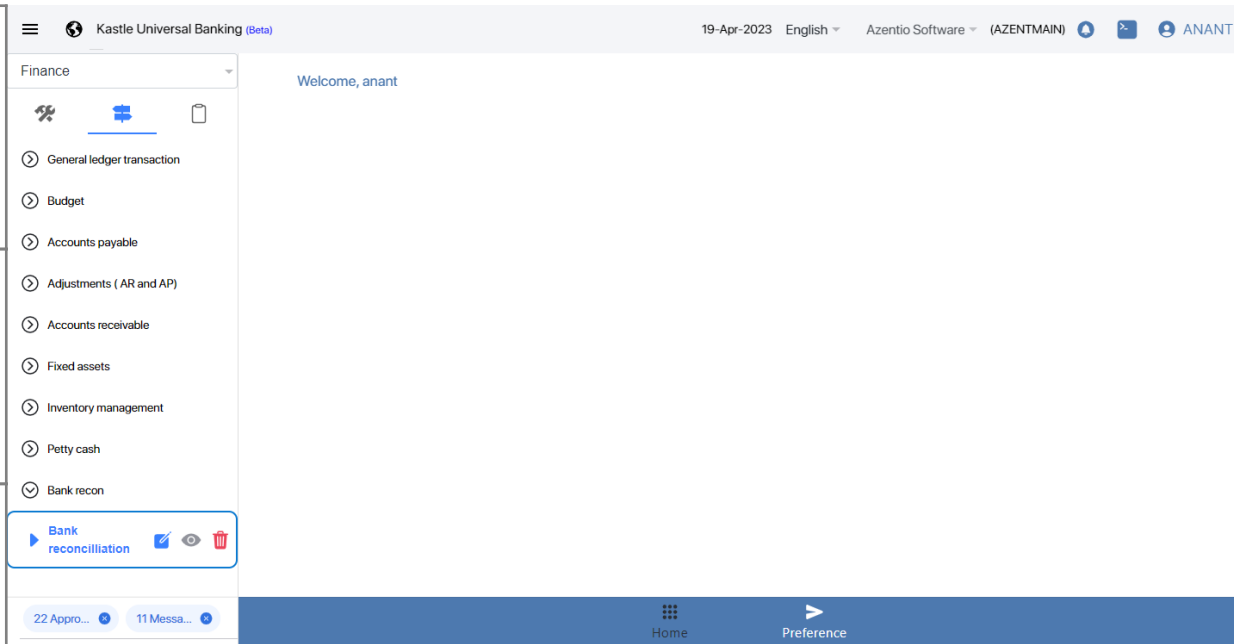 Kastle Universal Banking (Beta)
19-Apr-2023 English Azentio Software (AZENTMAIN) ANANT
Finance
Welcome, anant
General ledger transaction
Budget
Accounts payable
Adjustments ( AR and AP)
Accounts receivable
Fixed assets
Inventory management
Petty cash
Bank recon
Bank
reconcilliation
22 Appro... 11 Messa...
Home Preference